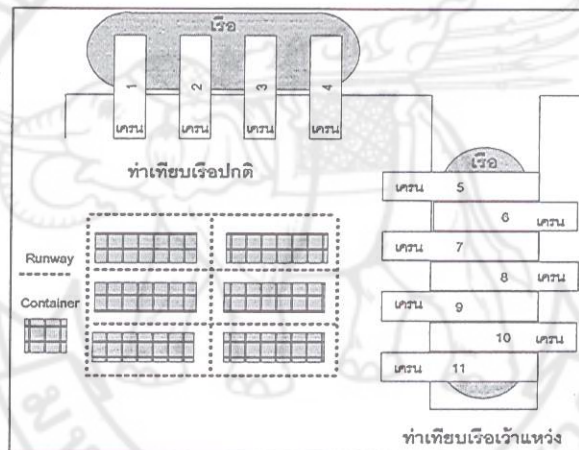 เรือ
1
2
3
4
เครน
เครน
เครน
เครน
ท่าเทียบเรือปกติ
เรือ
เครน 5
6 เครน
เครน 7
8 เครน
เครน 9
10 เครน
เครน 11
Runway
Container
ท่าเทียบเรือเว้าแหว่ง